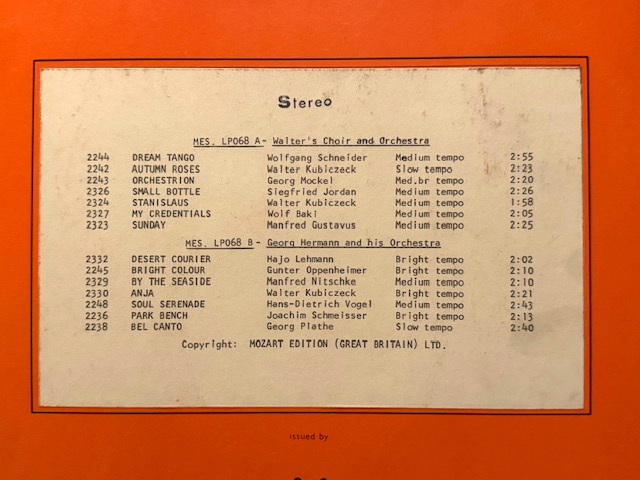 Stereo
MES. LP068 A- Walter's Choir and Orchestra
2244 DREAM TANGO Wolfgang Schneider Medium tempo 2:55
2242 AUTUMN ROSES Walter Kubiczeck Slow tempo 2:23
2243 ORCHESTRION Georg Mockel Med.br tempo 2:20
2326 SMALL BOTTLE Siegfried Jordan Medium tempo 2:26
2324 STANISLAUS Walter Kubiczeck Medium tempo 1:58
2327 MY CREDENTIALS Wolf Baki Medium tempo 2:05
2323 SUNDAY Manfred Gustavus Medium tempo 2:25
MES. LP068 B - Georg Hermann and his Orchestra
2332 DESERT COURIER Hajo Lehmann Bright tempo 2:02
2245 BRIGHT COLOUR Gunter Oppenheimer Bright tempo 2:10
2329 BY THE SEASIDE Manfred Nitschke Medium tempo 2:10
2330 ANJA Walter Kubiczeck Bright tempo 2:21
2248 SOUL SERENADE Hans-Dietrich Vogel Medium tempo 2:43
2236 PARK BENCH Joachim Schmeisser Bright tempo 2:13
2238 BEL CANTO Georg Plathe Slow tempo 2:40
Copyright: MOZART EDITION (GREAT BRITAIN) LTD.
issued by